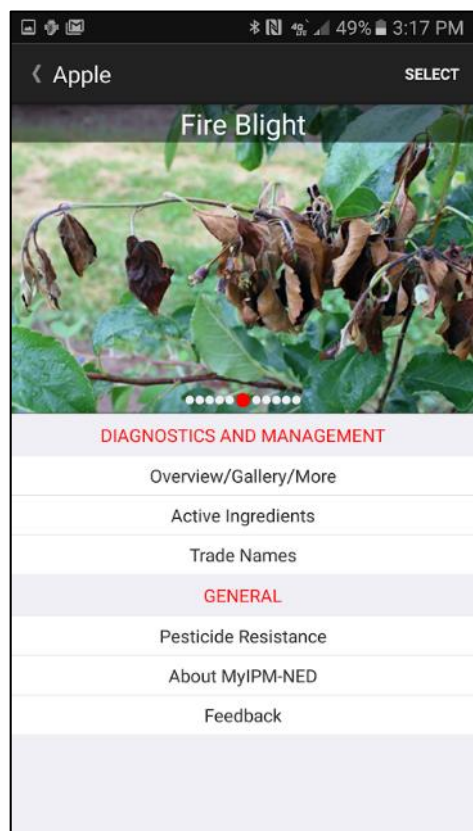 49% 3:17 PM
Apple SELECT
Fire Blight
DIAGNOSTICS AND MANAGEMENT
Overview/Gallery/More
Active Ingredients
Trade Names
GENERAL
Pesticide Resistance
About MyIPM-NED
Feedback